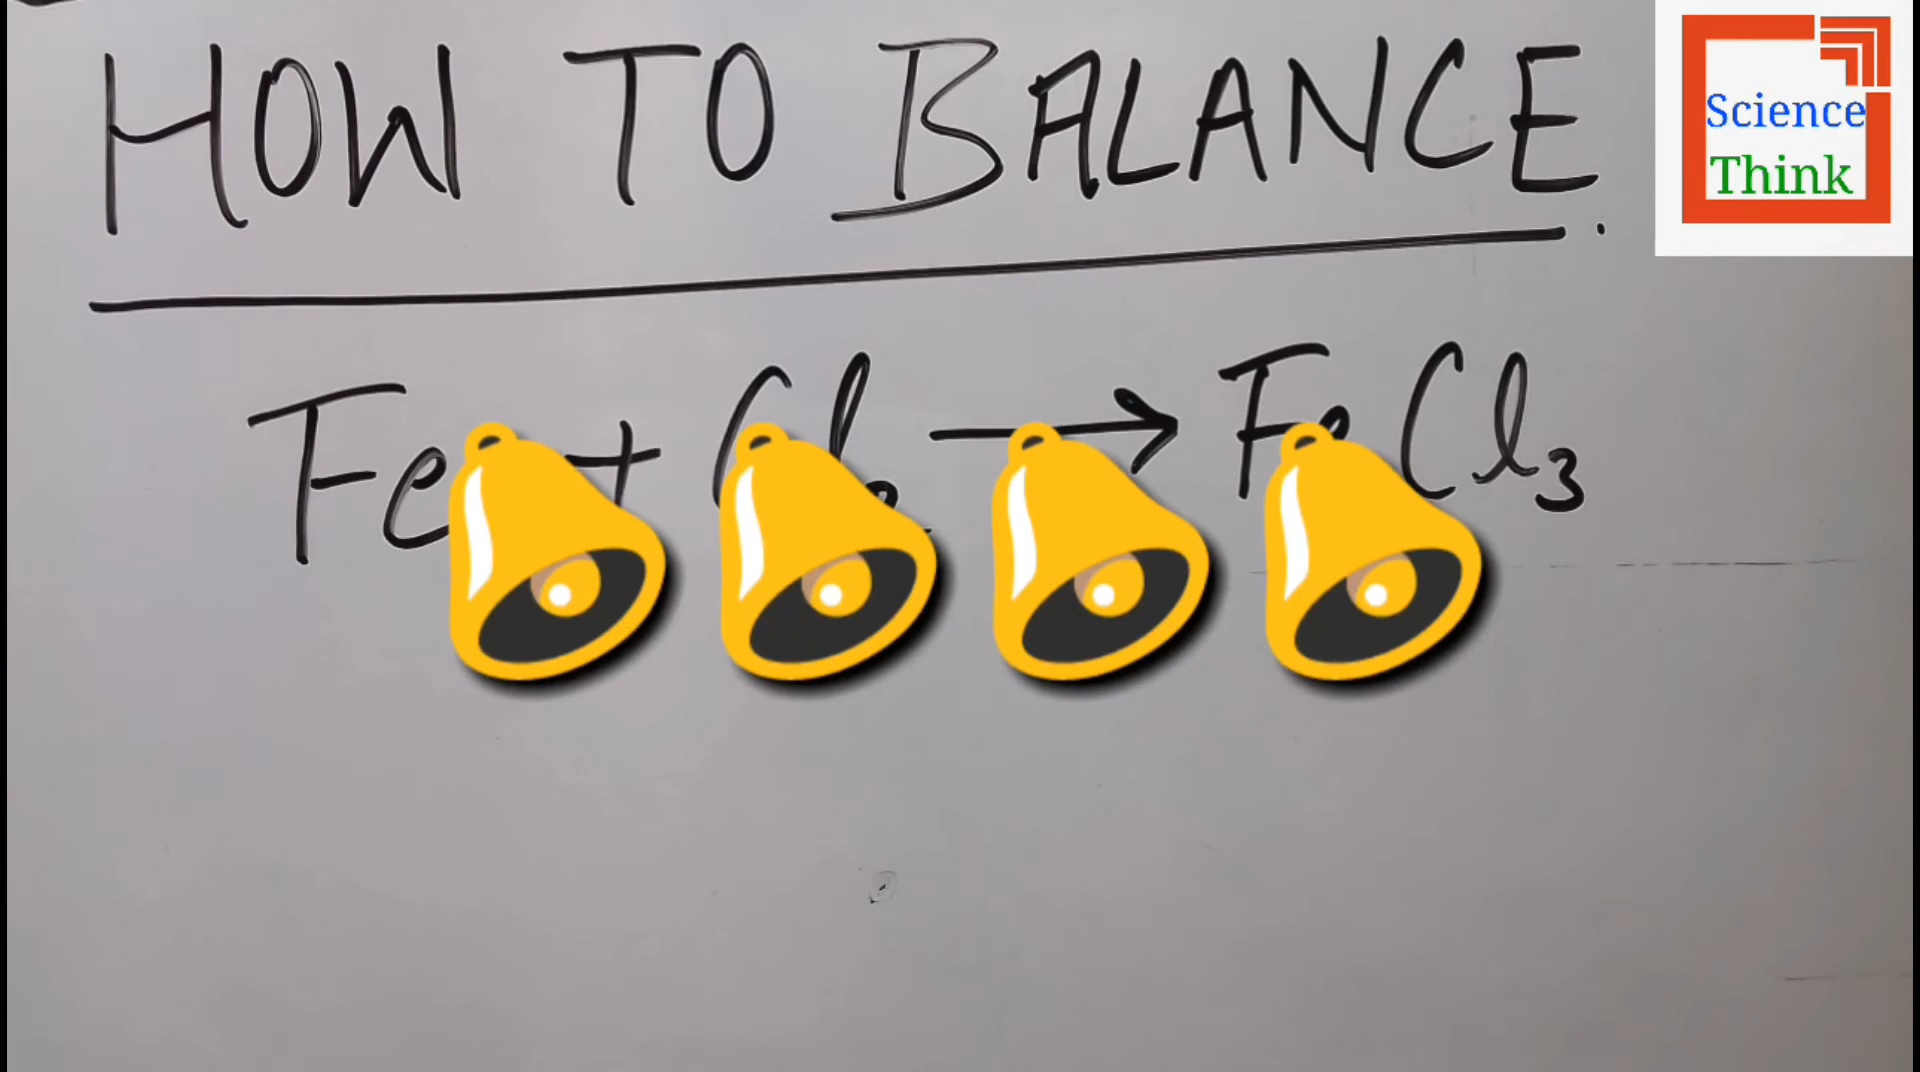 HOW TO BALANCE.
Science
Think
Fe + Cl₂ → FeCl₃